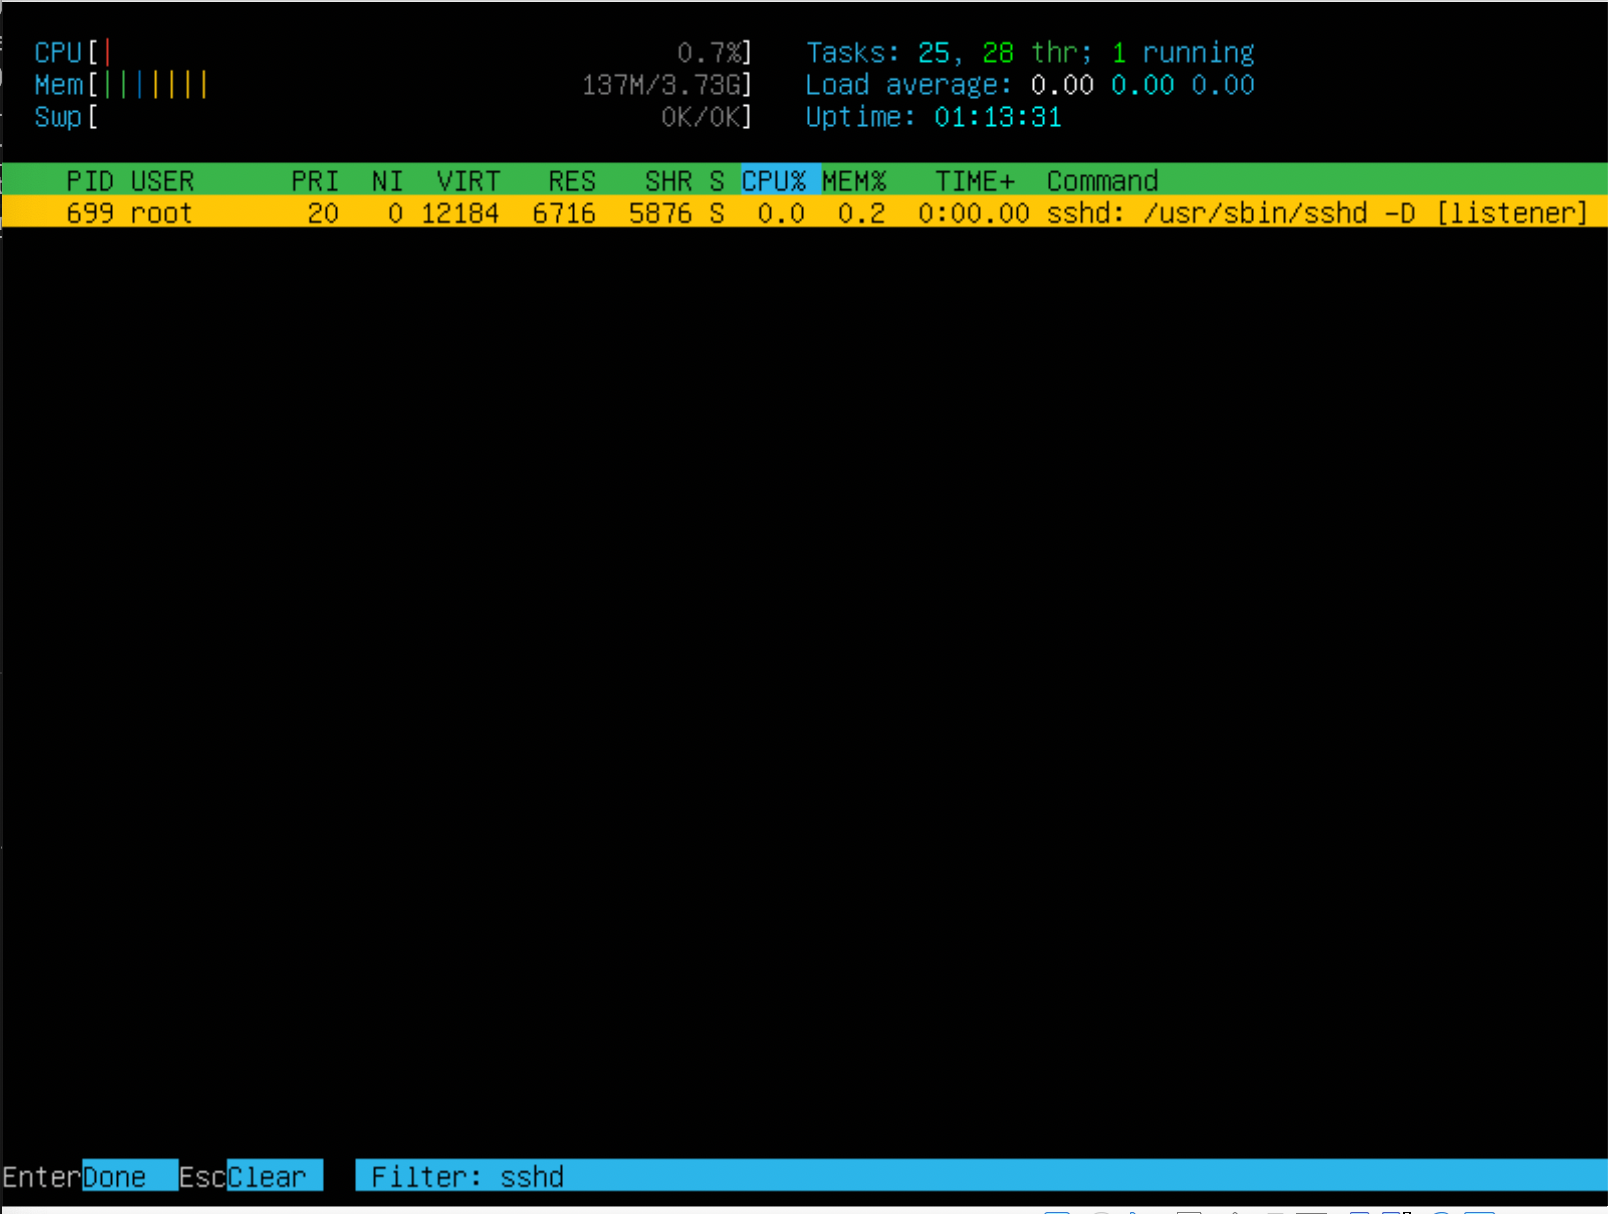 CPU[| 0.7%] Tasks: 25, 28 thr; 1 running
Mem[||||||| 137M/3.73G] Load average: 0.00 0.00 0.00
Swp[ 0K/0K] Uptime: 01:13:31
PID USER PRI NI VIRT RES SHR S CPU% MEM% TIME+ Command
699 root 20 0 12184 6716 5876 S 0.0 0.2 0:00.00 sshd: /usr/sbin/sshd -D [listener]
EnterDone EscClear Filter: sshd